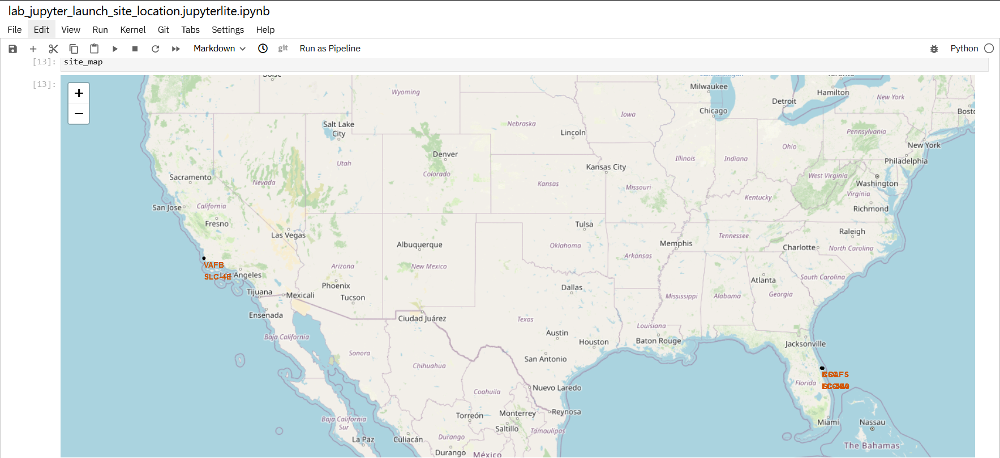 lab_jupyter_launch_site_location.jupyterlite.ipynb
File Edit View Run Kernel Git Tabs Settings Help
Markdown git Run as Pipeline Python
[13]: site_map
[13]:
+
−
Boise
Lake Michigan
Toronto
Wyoming
Milwaukee
Hamilton
New York
Detroit
Chicago
Iowa
Nebraska
Salt Lake
City
Lincoln
Pennsylvania
New York
Ohio
Denver
Illinois
Indiana
Utah
Kansas City
Philadelphia
Sacramento
Colorado
West Virginia
Nevada
Kansas
Missouri
Washington
Virginia
Kentucky
San Jose
California
Richmond
Fresno
Tulsa
Las Vegas
Raleigh
Tennessee
Albuquerque
Oklahoma
Memphis
Charlotte
North Carolina
Arkansas
VAFB
Arizona
New Mexico
SLC-4E
Angeles
South Carolina
Atlanta
Phoenix
Dallas
Tijuana
Mexicali
Tucson
Mississippi
Alabama
Georgia
Ensenada
Ciudad Juárez
Texas
Louisiana
Austin
Baja California
Houston
Baton Rouge
Jacksonville
Sonora
San Antonio
Chihuahua
Florida
Coahuila
Nuevo Laredo
Monterrey
Reynosa
Torreón
Baja California
Sur
Saltillo
Miami
Nassau
Tamaulipas
La Paz
Culiacán
Durango
The Bahamas
Durango
México